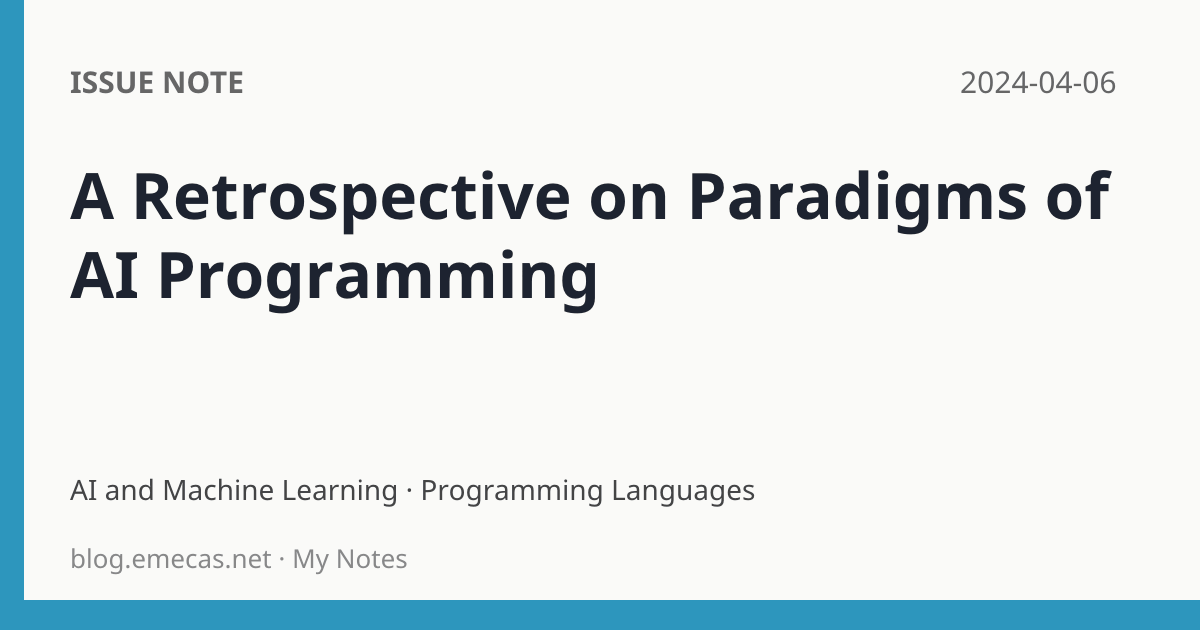 ISSUE NOTE
2024-04-06
A Retrospective on Paradigms of
AI Programming
AI and Machine Learning · Programming Languages
blog.emecas.net · My Notes